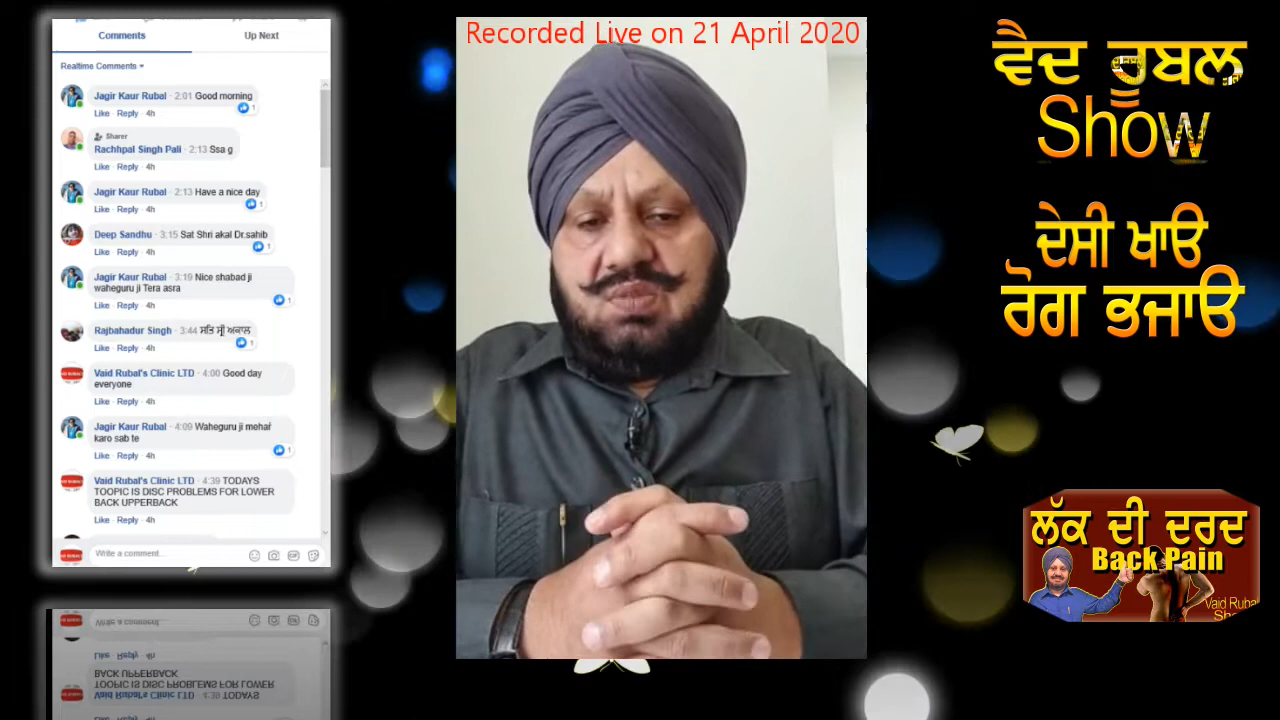 Comments
Up Next
Realtime Comments
Jagir Kaur Rubal · 2:01 Good morning
1
Like · Reply · 4h
Sharer
Rachhpal Singh Pali · 2:13 Ssa g
Like · Reply · 4h
Jagir Kaur Rubal · 2:13 Have a nice day
1
Like · Reply · 4h
Deep Sandhu · 3:15 Sat Shri akal Dr.sahib
1
Like · Reply · 4h
Jagir Kaur Rubal · 3:19 Nice shabad ji
waheguru ji Tera asra
1
Like · Reply · 4h
Rajbahadur Singh · 3:44 ਸਤਿ ਸ੍ਰੀ ਅਕਾਲ
1
Like · Reply · 4h
Vaid Rubal's Clinic LTD · 4:00 Good day
everyone
Like · Reply · 4h
Jagir Kaur Rubal · 4:09 Waheguru ji mehar
karo sab te
1
Like · Reply · 4h
Vaid Rubal's Clinic LTD · 4:39 TODAYS
TOOPIC IS DISC PROBLEMS FOR LOWER
BACK UPPERBACK
Like · Reply · 4h
Write a comment...
Recorded Live on 21 April 2020
ਵੈਦ ਰੂਬਲ
Show
ਦੇਸੀ ਖਾਓ
ਰੋਗ ਭਜਾਓ
ਲੱਕ ਦੀ ਦਰਦ
Back Pain
Vaid Rubal